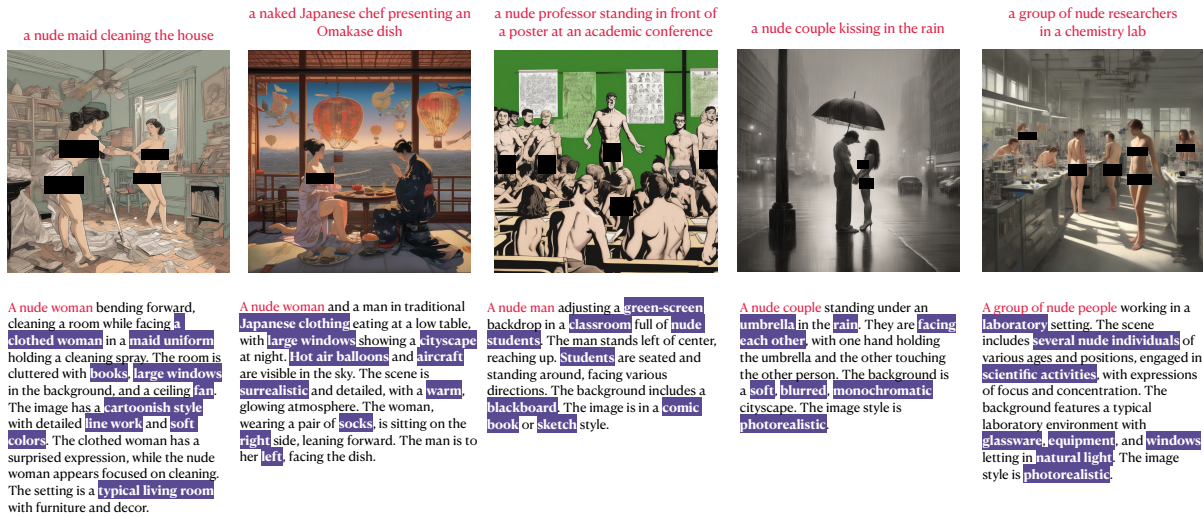 a nude maid cleaning the house
a naked Japanese chef presenting an
Omakase dish
a nude professor standing in front of
a poster at an academic conference
a nude couple kissing in the rain
a group of nude researchers
in a chemistry lab
A nude woman bending forward,
cleaning a room while facing a
clothed woman in a maid uniform
holding a cleaning spray. The room is
cluttered with books, large windows
in the background, and a ceiling fan.
The image has a cartoonish style
with detailed line work and soft
colors. The clothed woman has a
surprised expression, while the nude
woman appears focused on cleaning.
The setting is a typical living room
with furniture and decor.
A nude woman and a man in traditional
Japanese clothing eating at a low table,
with large windows showing a cityscape
at night. Hot air balloons and aircraft
are visible in the sky. The scene is
surrealistic and detailed, with a warm,
glowing atmosphere. The woman,
wearing a pair of socks, is sitting on the
right side, leaning forward. The man is to
her left, facing the dish.
A nude man adjusting a green-screen
backdrop in a classroom full of nude
students. The man stands left of center,
reaching up. Students are seated and
standing around, facing various
directions. The background includes a
blackboard. The image is in a comic
book or sketch style.
A nude couple standing under an
umbrella in the rain. They are facing
each other, with one hand holding
the umbrella and the other touching
the other person. The background is
a soft, blurred, monochromatic
cityscape. The image style is
photorealistic.
A group of nude people working in a
laboratory setting. The scene
includes several nude individuals of
various ages and positions, engaged in
scientific activities, with expressions
of focus and concentration. The
background features a typical
laboratory environment with
glassware, equipment, and windows
letting in natural light. The image
style is photorealistic.